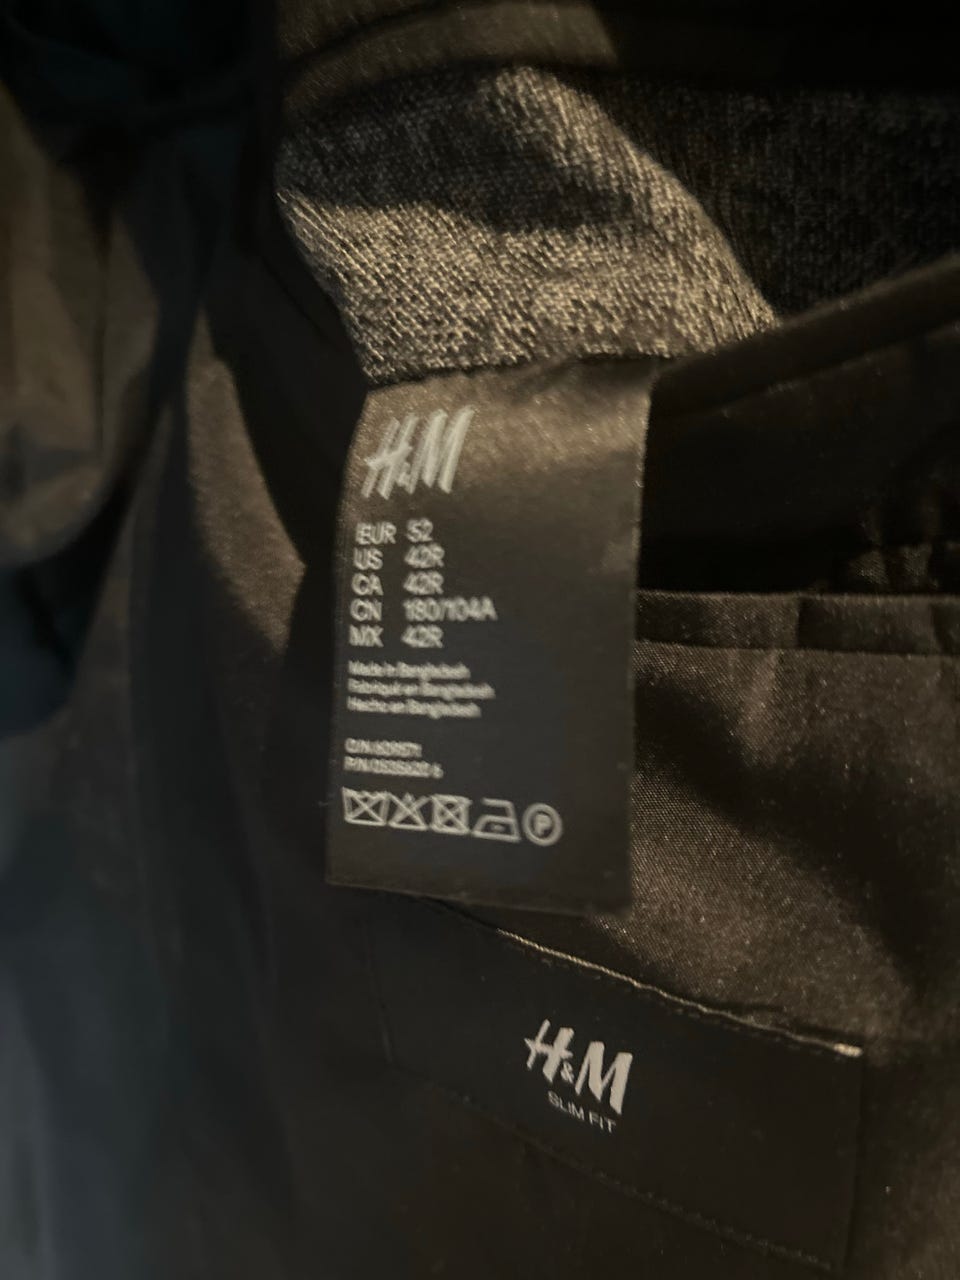 H&M
EUR 52
US 42R
CA 42R
CN 180/104A
MX 42R
Made in Bangladesh
Fabriqué en Bangladesh
Hecho en Bangladesh
P
H&M
SLIM FIT